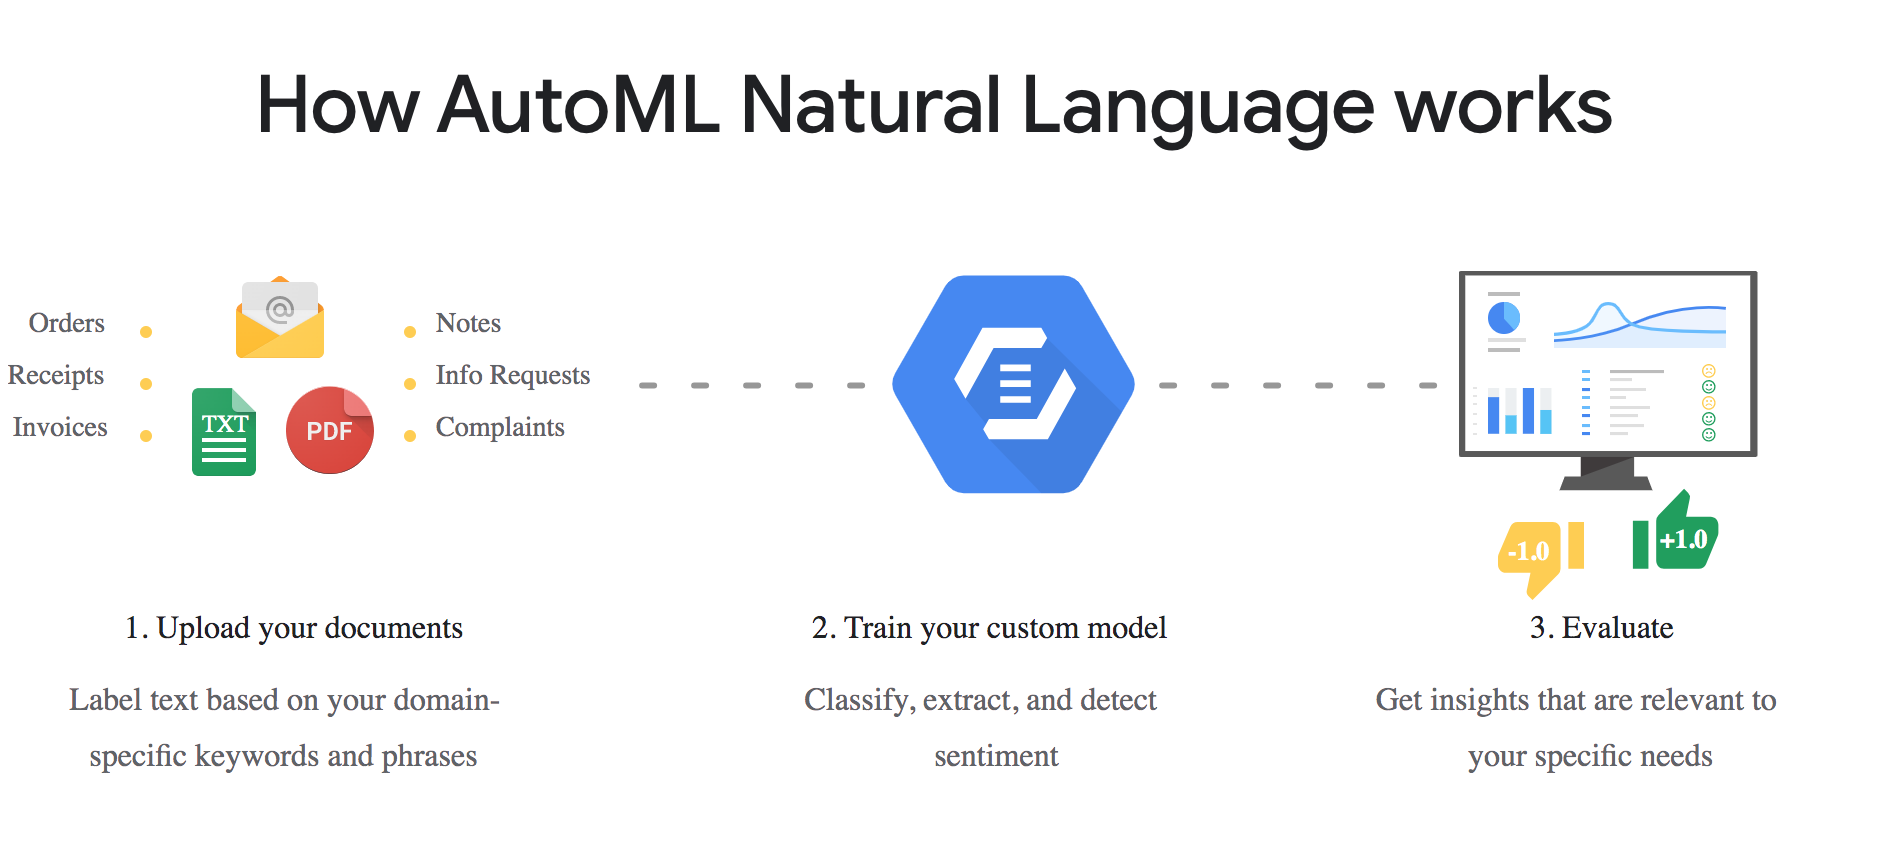 How AutoML Natural Language works
Orders
Receipts
Invoices
@
TXT
PDF
Notes
Info Requests
Complaints
-1.0
+1.0
1. Upload your documents
Label text based on your domain-
specific keywords and phrases
2. Train your custom model
Classify, extract, and detect
sentiment
3. Evaluate
Get insights that are relevant to
your specific needs